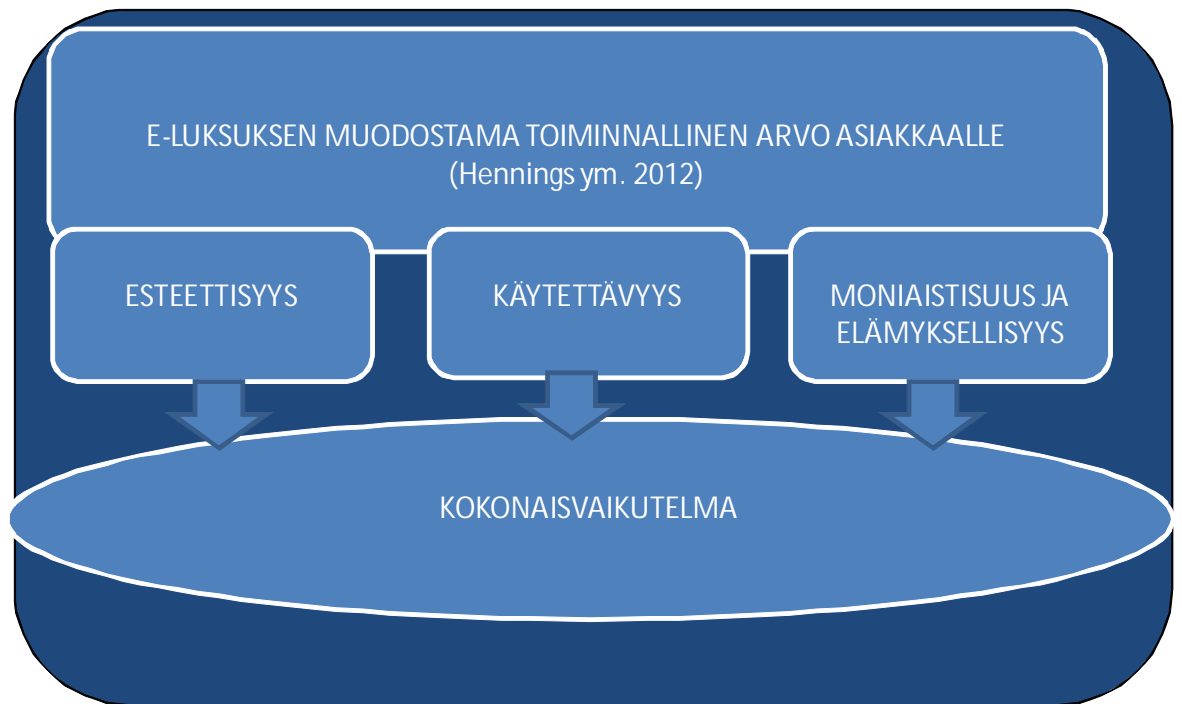 E-LUKSUKSEN MUODOSTAMA TOIMINNALLINEN ARVO ASIAKKAALLE
(Hennings ym. 2012)
ESTEETTISYYS
KÄYTETTÄVYYS
MONIAISTISUUS JA
ELÄMYKSELLISYYS
KOKONAISVAIKUTELMA